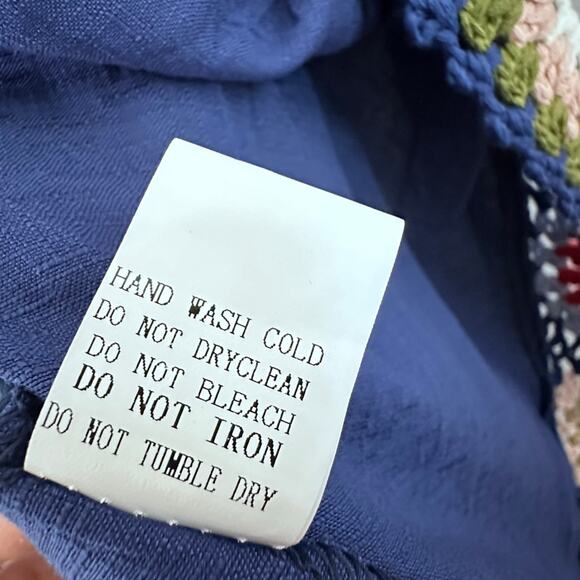 HAND WASH COLD
DO NOT DRYCLEAN
DO NOT BLEACH
DO NOT IRON
DO NOT TUMBLE DRY